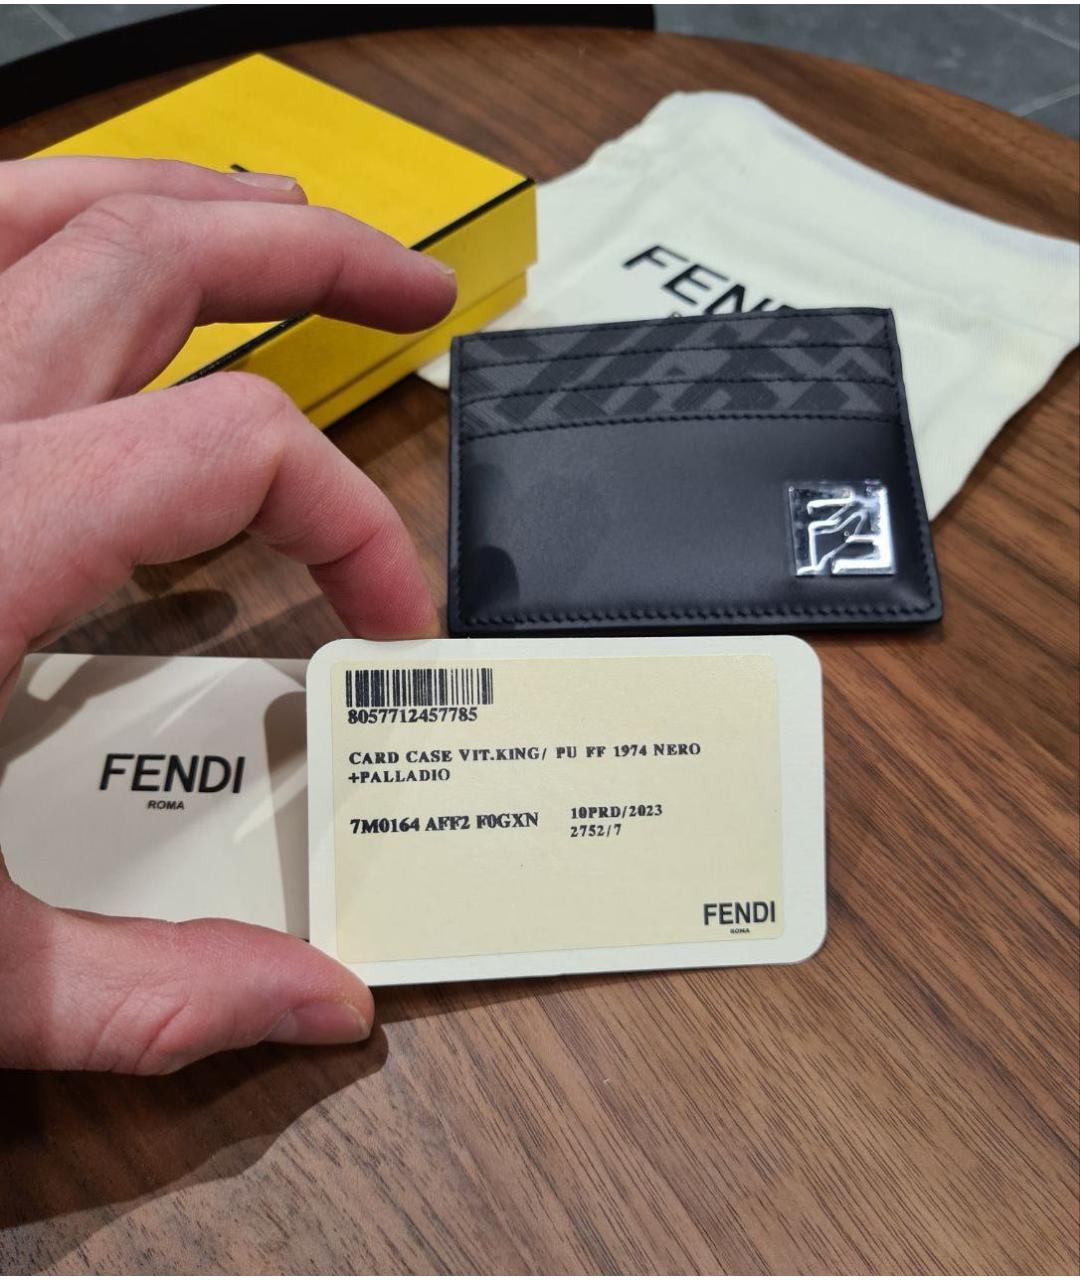 FEN
FENDI
ROMA
8057712457785
CARD CASE VIT.KING/ PU FF 1974 NERO
+PALLADIO
7M0164 AFF2 F0GXN
10PRD/2023
2752/7
FENDI
ROMA